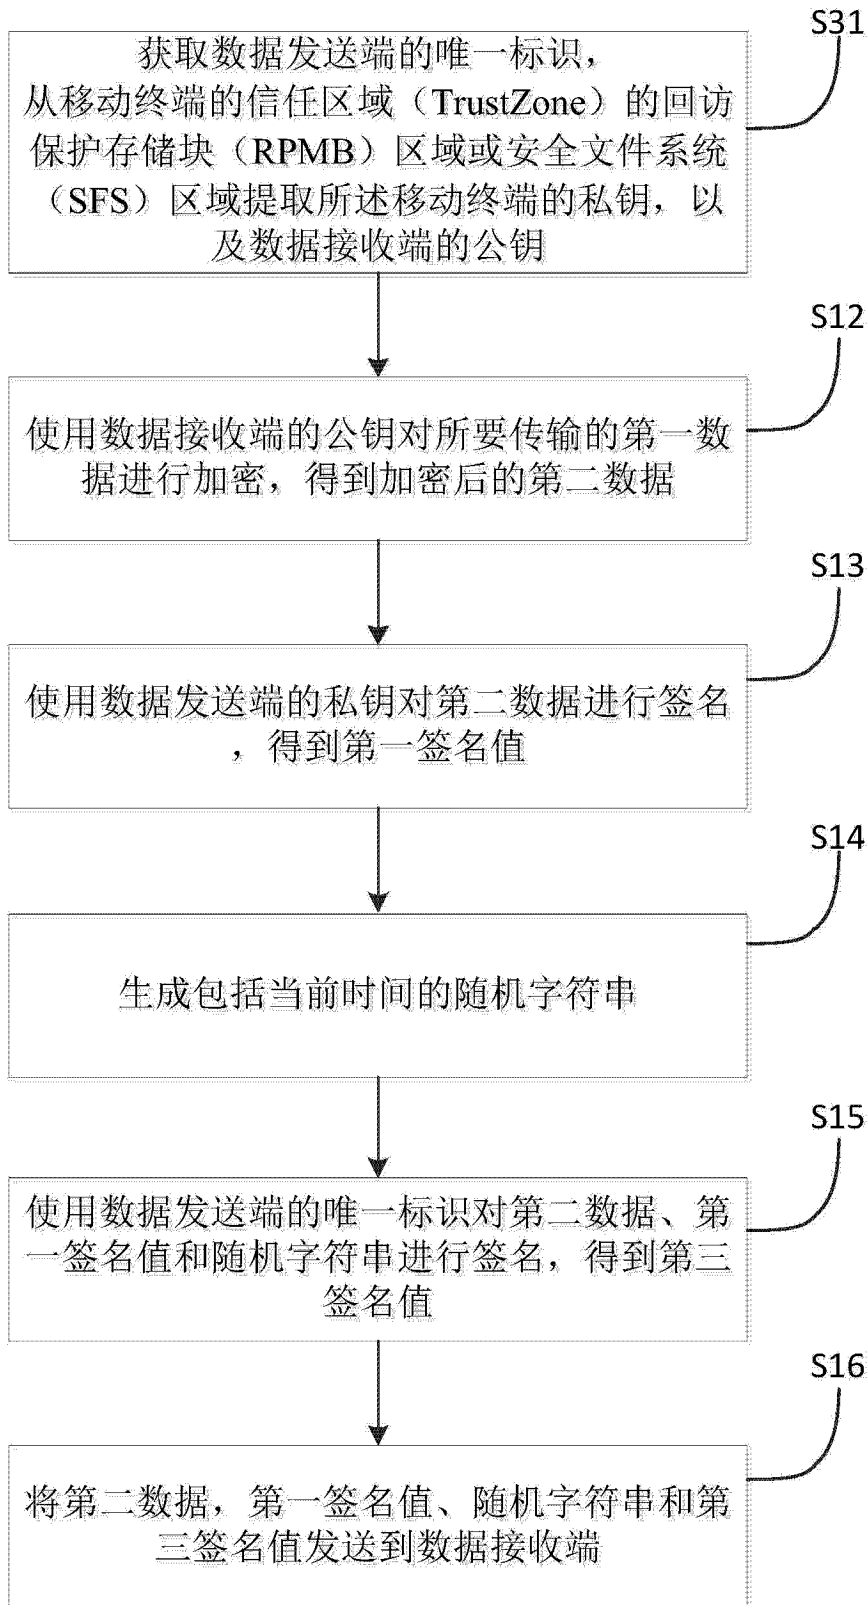 S31
获取数据发送端的唯一标识，
从移动终端的信任区域（TrustZone）的回访
保护存储块（RPMB）区域或安全文件系统
（SFS）区域提取所述移动终端的私钥，以
及数据接收端的公钥
S12
使用数据接收端的公钥对所要传输的第一数
据进行加密，得到加密后的第二数据
S13
使用数据发送端的私钥对第二数据进行签名
，得到第一签名值
S14
生成包括当前时间的随机字符串
S15
使用数据发送端的唯一标识对第二数据、第
一签名值和随机字符串进行签名，得到第三
签名值
S16
将第二数据，第一签名值、随机字符串和第
三签名值发送到数据接收端